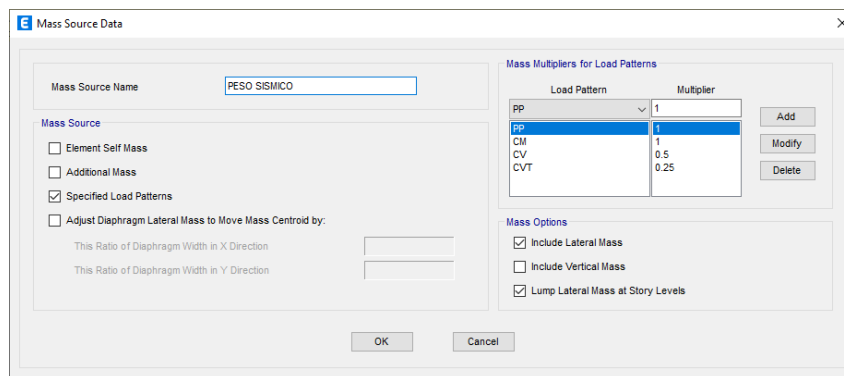 E Mass Source Data
Mass Source Name PESO SISMICO
Mass Source
Element Self Mass
Additional Mass
Specified Load Patterns
Adjust Diaphragm Lateral Mass to Move Mass Centroid by:
This Ratio of Diaphragm Width in X Direction
This Ratio of Diaphragm Width in Y Direction
Mass Multipliers for Load Patterns
Load Pattern Multiplier
PP 1
PP 1
CM 1
CV 0.5
CVT 0.25
Add
Modify
Delete
Mass Options
Include Lateral Mass
Include Vertical Mass
Lump Lateral Mass at Story Levels
OK Cancel